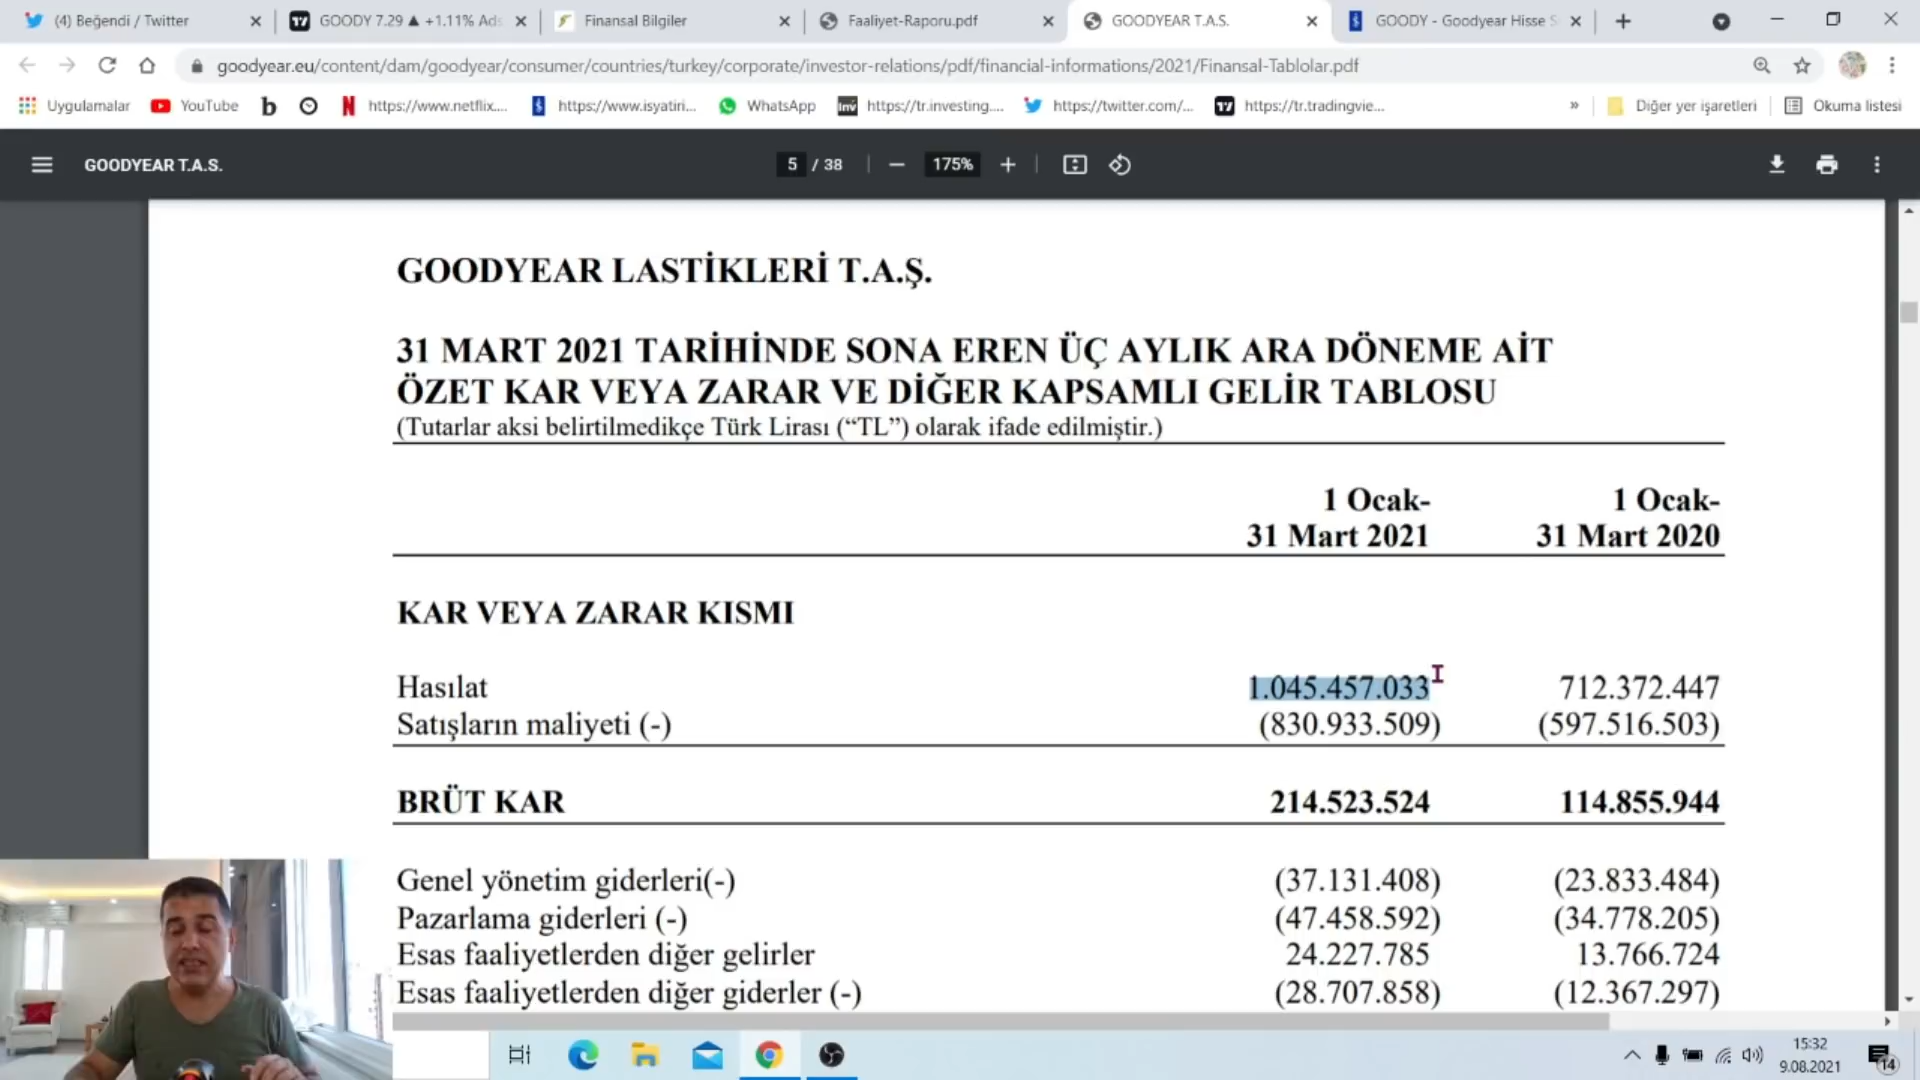 (4) Beğendi / Twitter
GOODY 7.29 ▲ +1.11% Ads
Finansal Bilgiler
Faaliyet-Raporu.pdf
GOODYEAR T.A.S.
GOODY - Goodyear Hisse S
goodyear.eu/content/dam/goodyear/consumer/countries/turkey/corporate/investor-relations/pdf/financial-informations/2021/Finansal-Tablolar.pdf
Uygulamalar
YouTube
https://www.netflix....
https://www.isyatiri...
WhatsApp
https://tr.investing....
https://twitter.com/...
https://tr.tradingvie...
»
Diğer yer işaretleri
Okuma listesi
GOODYEAR T.A.S.
5 / 38
175%
GOODYEAR LASTİKLERİ T.A.Ş.
31 MART 2021 TARİHİNDE SONA EREN ÜÇ AYLIK ARA DÖNEME AİT
ÖZET KAR VEYA ZARAR VE DİĞER KAPSAMLI GELİR TABLOSU
(Tutarlar aksi belirtilmedikçe Türk Lirası (“TL”) olarak ifade edilmiştir.)
1 Ocak- 1 Ocak-
31 Mart 2021 31 Mart 2020
KAR VEYA ZARAR KISMI
Hasılat 1.045.457.033 712.372.447
Satışların maliyeti (-) (830.933.509) (597.516.503)
BRÜT KAR 214.523.524 114.855.944
Genel yönetim giderleri(-) (37.131.408) (23.833.484)
Pazarlama giderleri (-) (47.458.592) (34.778.205)
Esas faaliyetlerden diğer gelirler 24.227.785 13.766.724
Esas faaliyetlerden diğer giderler (-) (28.707.858) (12.367.297)
15:32
9.08.2021
14